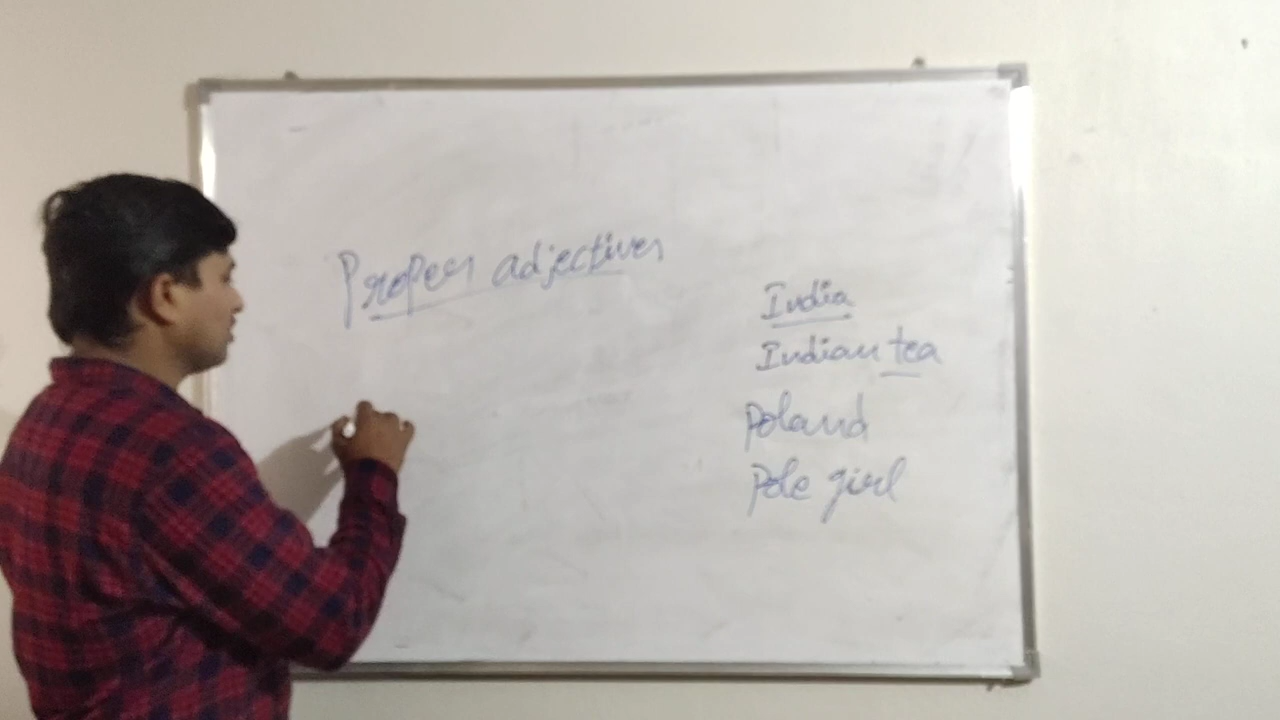 Proper adjectives
India
Indian tea
Poland
Pole girl